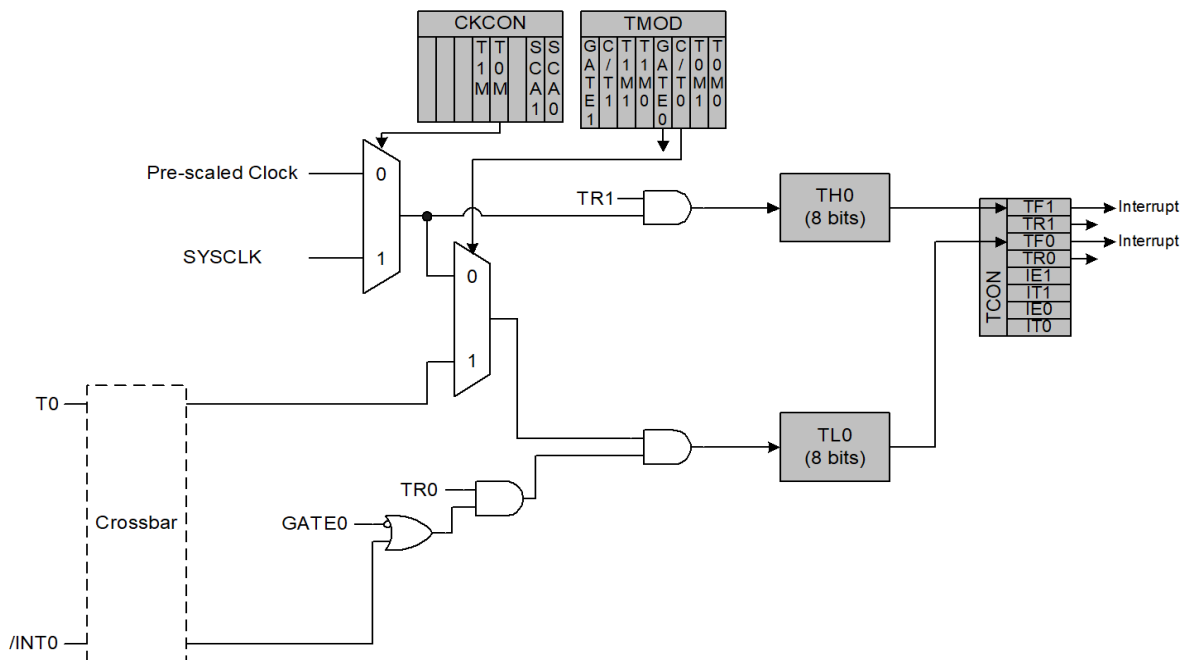 CKCON
T1M
T0M
SCA1
SCA0
TMOD
GATE1
C/T1
T1M1
T1M0
GATE0
C/T0
T0M1
T0M0
Pre-scaled Clock
0
SYSCLK
1
TR1
TH0
(8 bits)
TCON
TF1
TR1
TF0
TR0
IE1
IT1
IE0
IT0
Interrupt
Interrupt
0
1
T0
Crossbar
TL0
(8 bits)
TR0
GATE0
/INT0